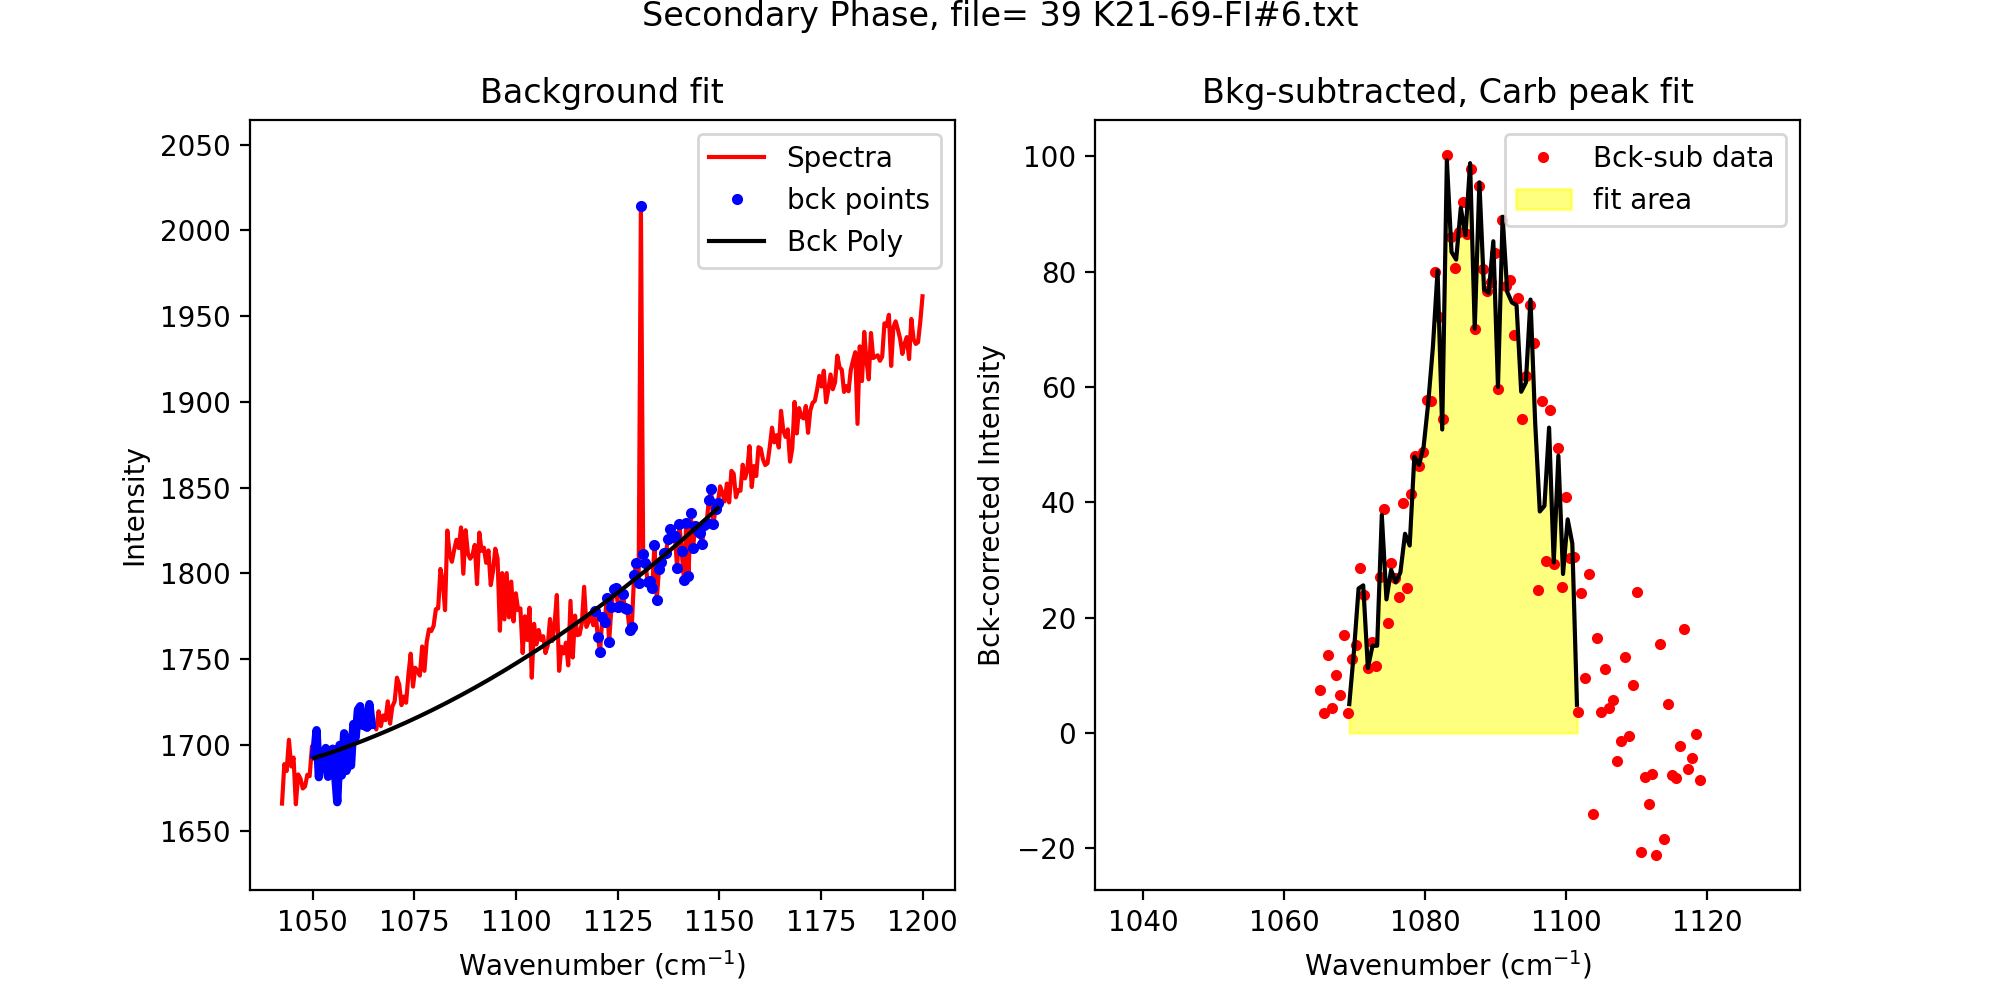 Secondary Phase, file= 39 K21-69-FI#6.txt
Background fit
2050
2000
1950
1900
1850
1800
1750
1700
1650
Intensity
Spectra
bck points
Bck Poly
1050 1075 1100 1125 1150 1175 1200
Wavenumber (cm⁻¹)
Bkg-subtracted, Carb peak fit
100
80
60
40
20
0
−20
Bck-corrected Intensity
Bck-sub data
fit area
1040 1060 1080 1100 1120
Wavenumber (cm⁻¹)